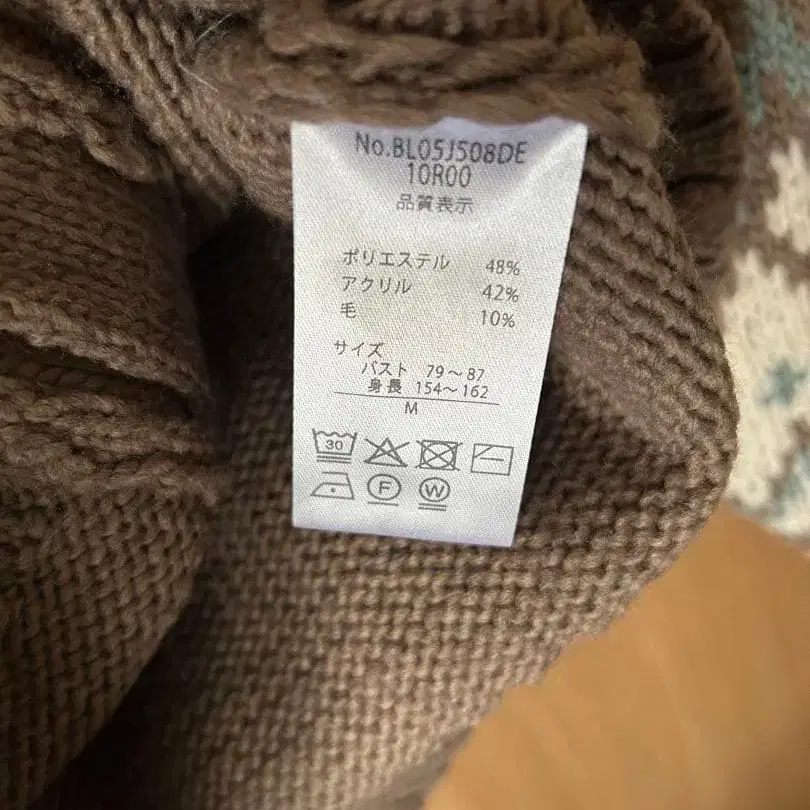 No.BL05J508DE
10R00
品質表示
ポリエステル 48%
アクリル 42%
毛 10%
サイズ
バスト 79～87
身長 154～162
M
30
F W